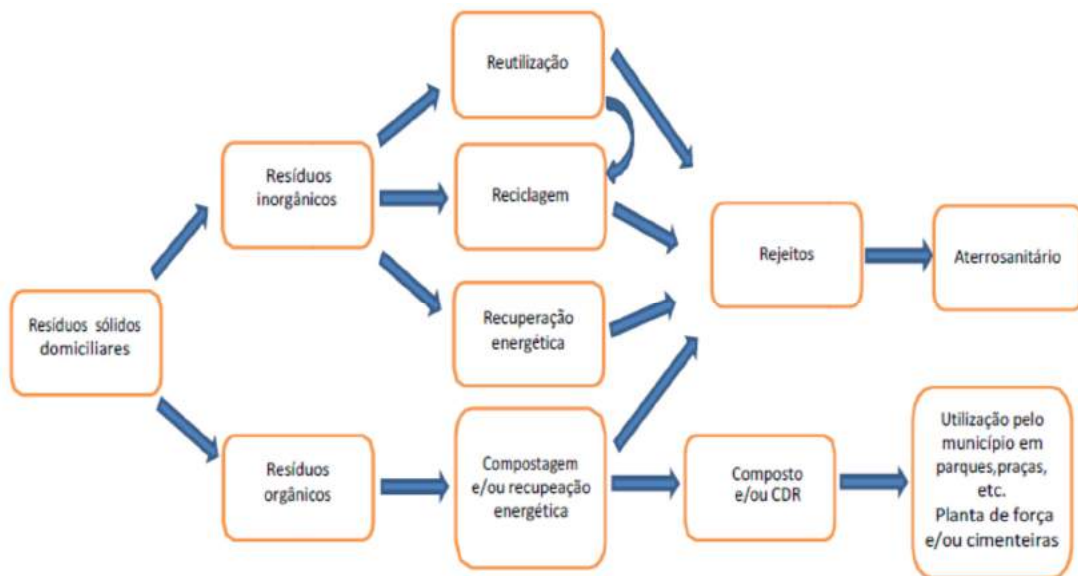 Reutilização
Resíduos
inorgânicos
Reciclagem
Rejeitos
Aterrosanitário
Resíduos sólidos
domiciliares
Recuperação
energética
Resíduos
orgânicos
Compostagem
e/ou recupeação
energética
Composto
e/ou CDR
Utilização pelo
município em
parques,praças,
etc.
Planta de força
e/ou cimenteiras